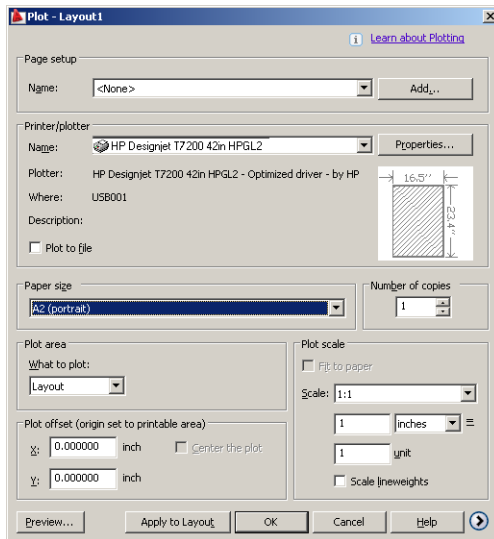 Plot - Layout1
Learn about Plotting
Page setup
Name: <None> Add...
Printer/plotter
Name: HP Designjet T7200 42in HPGL2 Properties...
Plotter: HP Designjet T7200 42in HPGL2 - Optimized driver - by HP
Where: USB001
Description:
Plot to file
16.5''
23.4''
Paper size
A2 (portrait)
Number of copies
1
Plot area
What to plot:
Layout
Plot scale
Fit to paper
Scale: 1:1
1 inches =
1 unit
Scale lineweights
Plot offset (origin set to printable area)
X: 0.000000 inch Center the plot
Y: 0.000000 inch
Preview... Apply to Layout OK Cancel Help